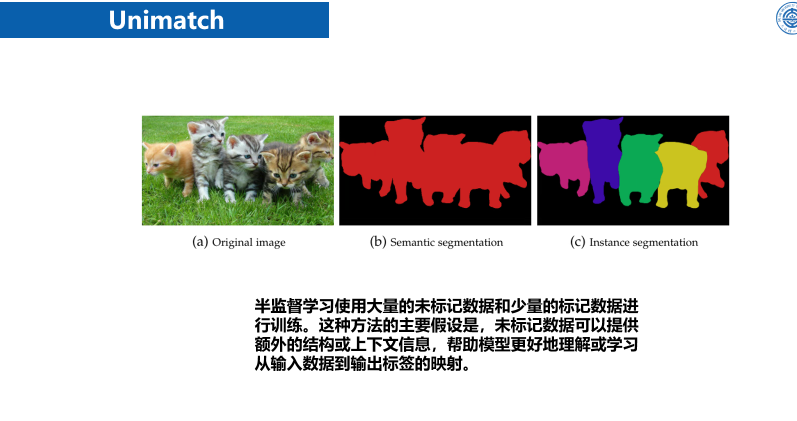 Unimatch
(a) Original image
(b) Semantic segmentation
(c) Instance segmentation
半监督学习使用大量的未标记数据和少量的标记数据进
行训练。这种方法的主要假设是，未标记数据可以提供
额外的结构或上下文信息，帮助模型更好地理解或学习
从输入数据到输出标签的映射。